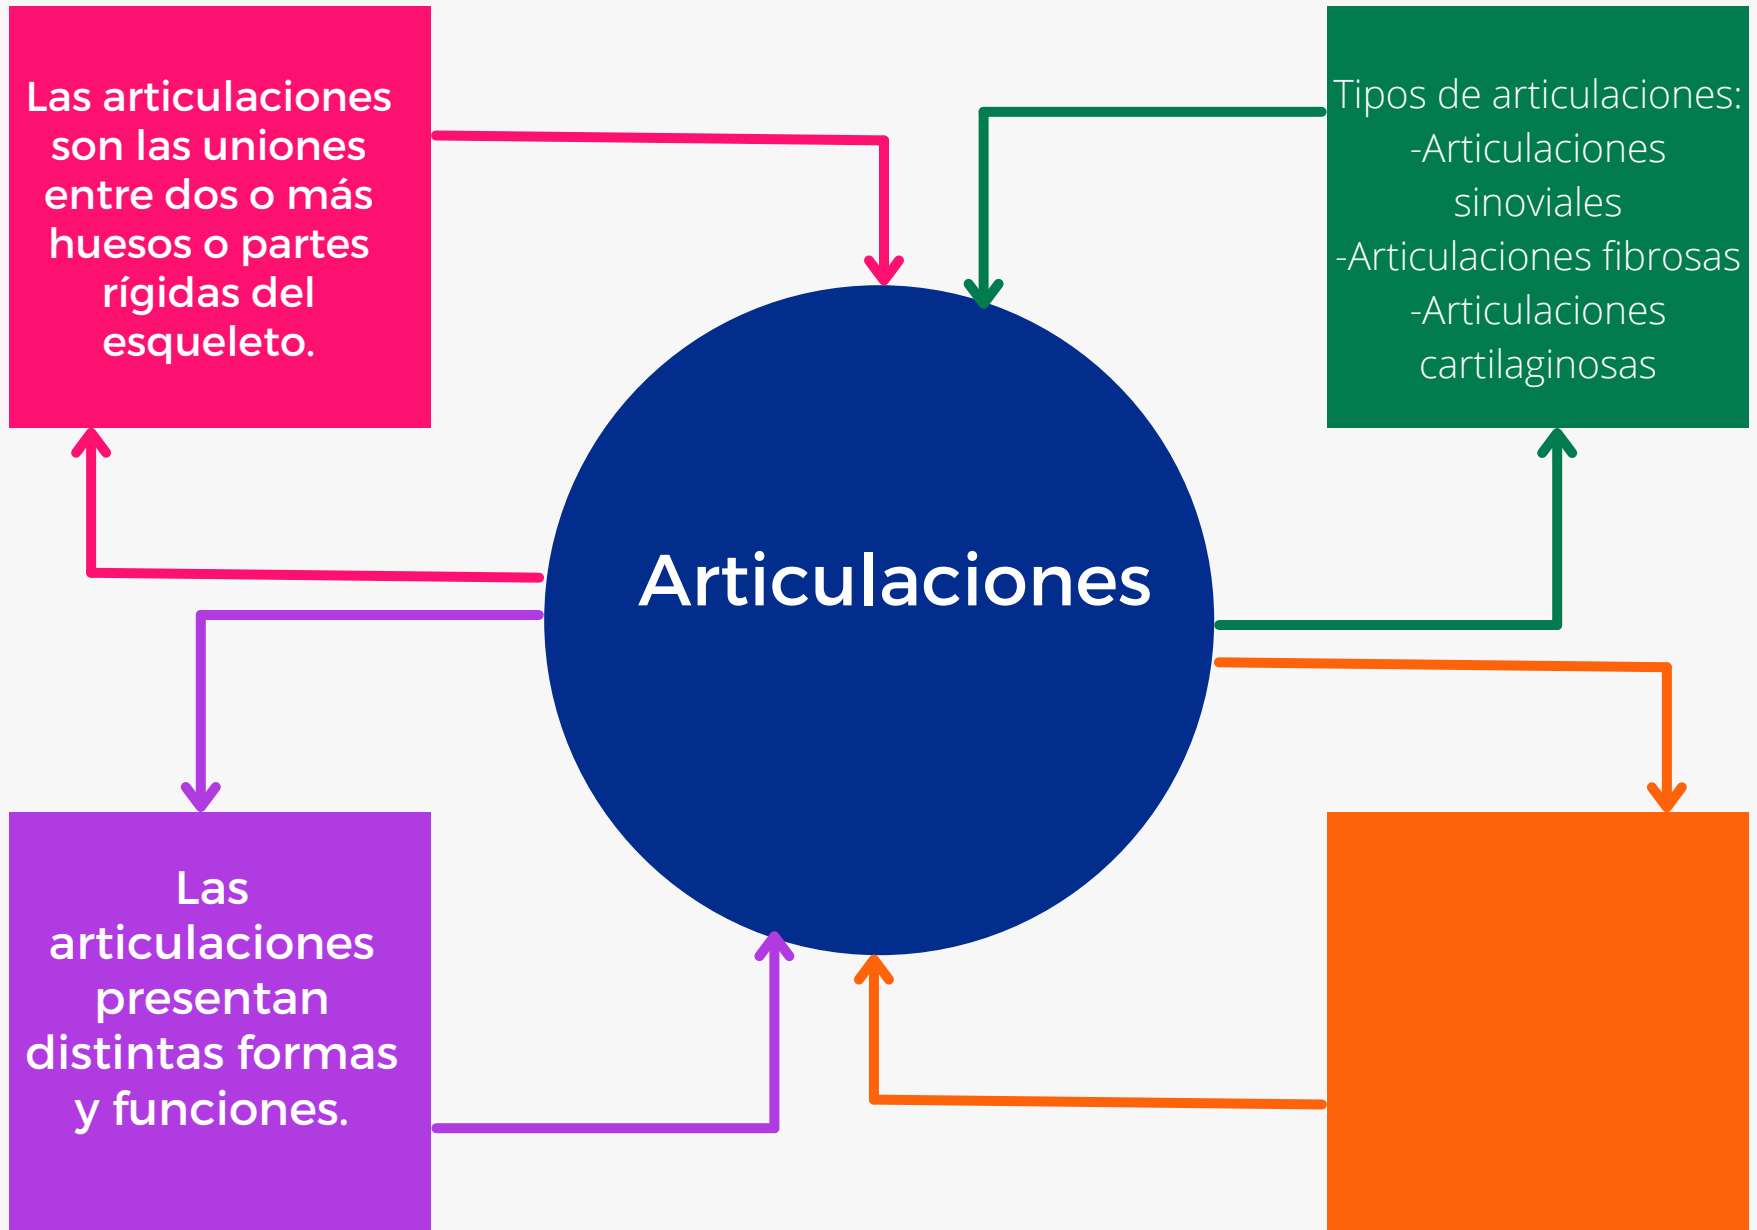 Las articulaciones
son las uniones
entre dos o más
huesos o partes
rígidas del
esqueleto.
Tipos de articulaciones:
-Articulaciones
sinoviales
-Articulaciones fibrosas
-Articulaciones
cartilaginosas
Articulaciones
Las
articulaciones
presentan
distintas formas
y funciones.